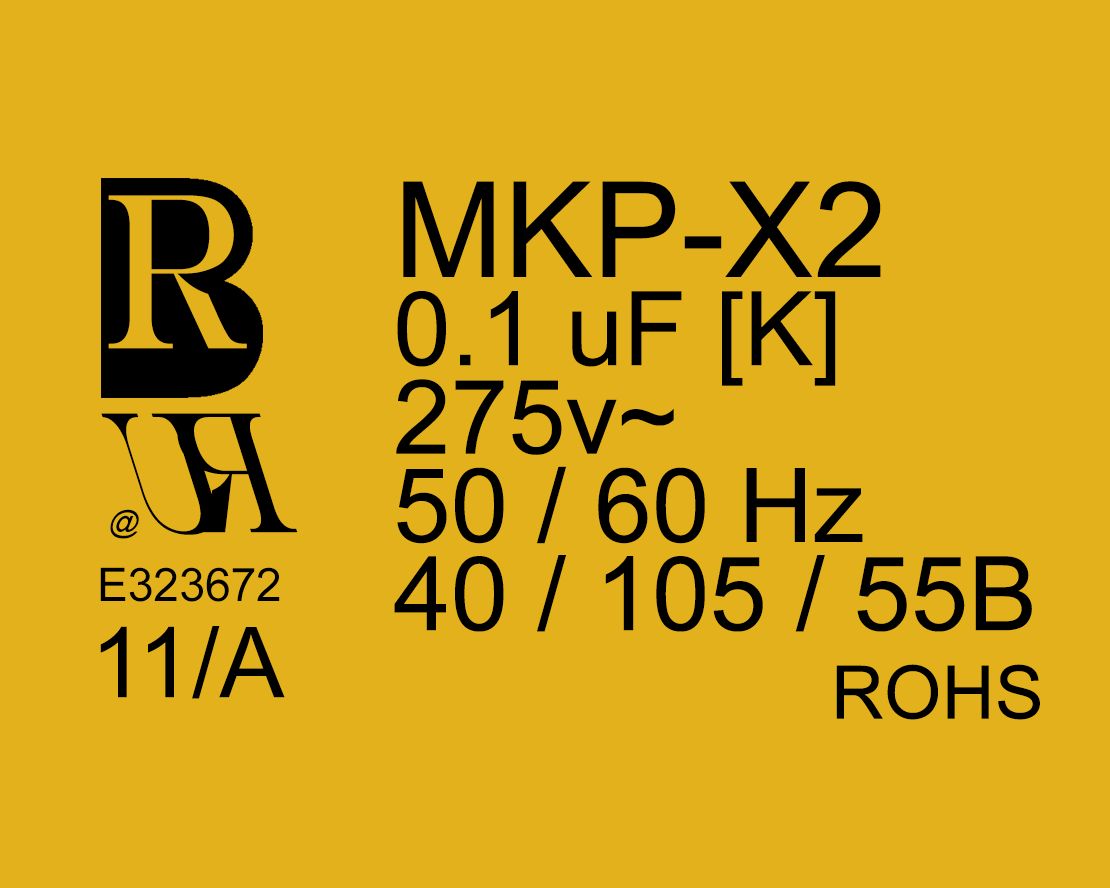 R
@
E323672
11/A
MKP-X2
0.1 uF [K]
275v~
50 / 60 Hz
40 / 105 / 55B
ROHS